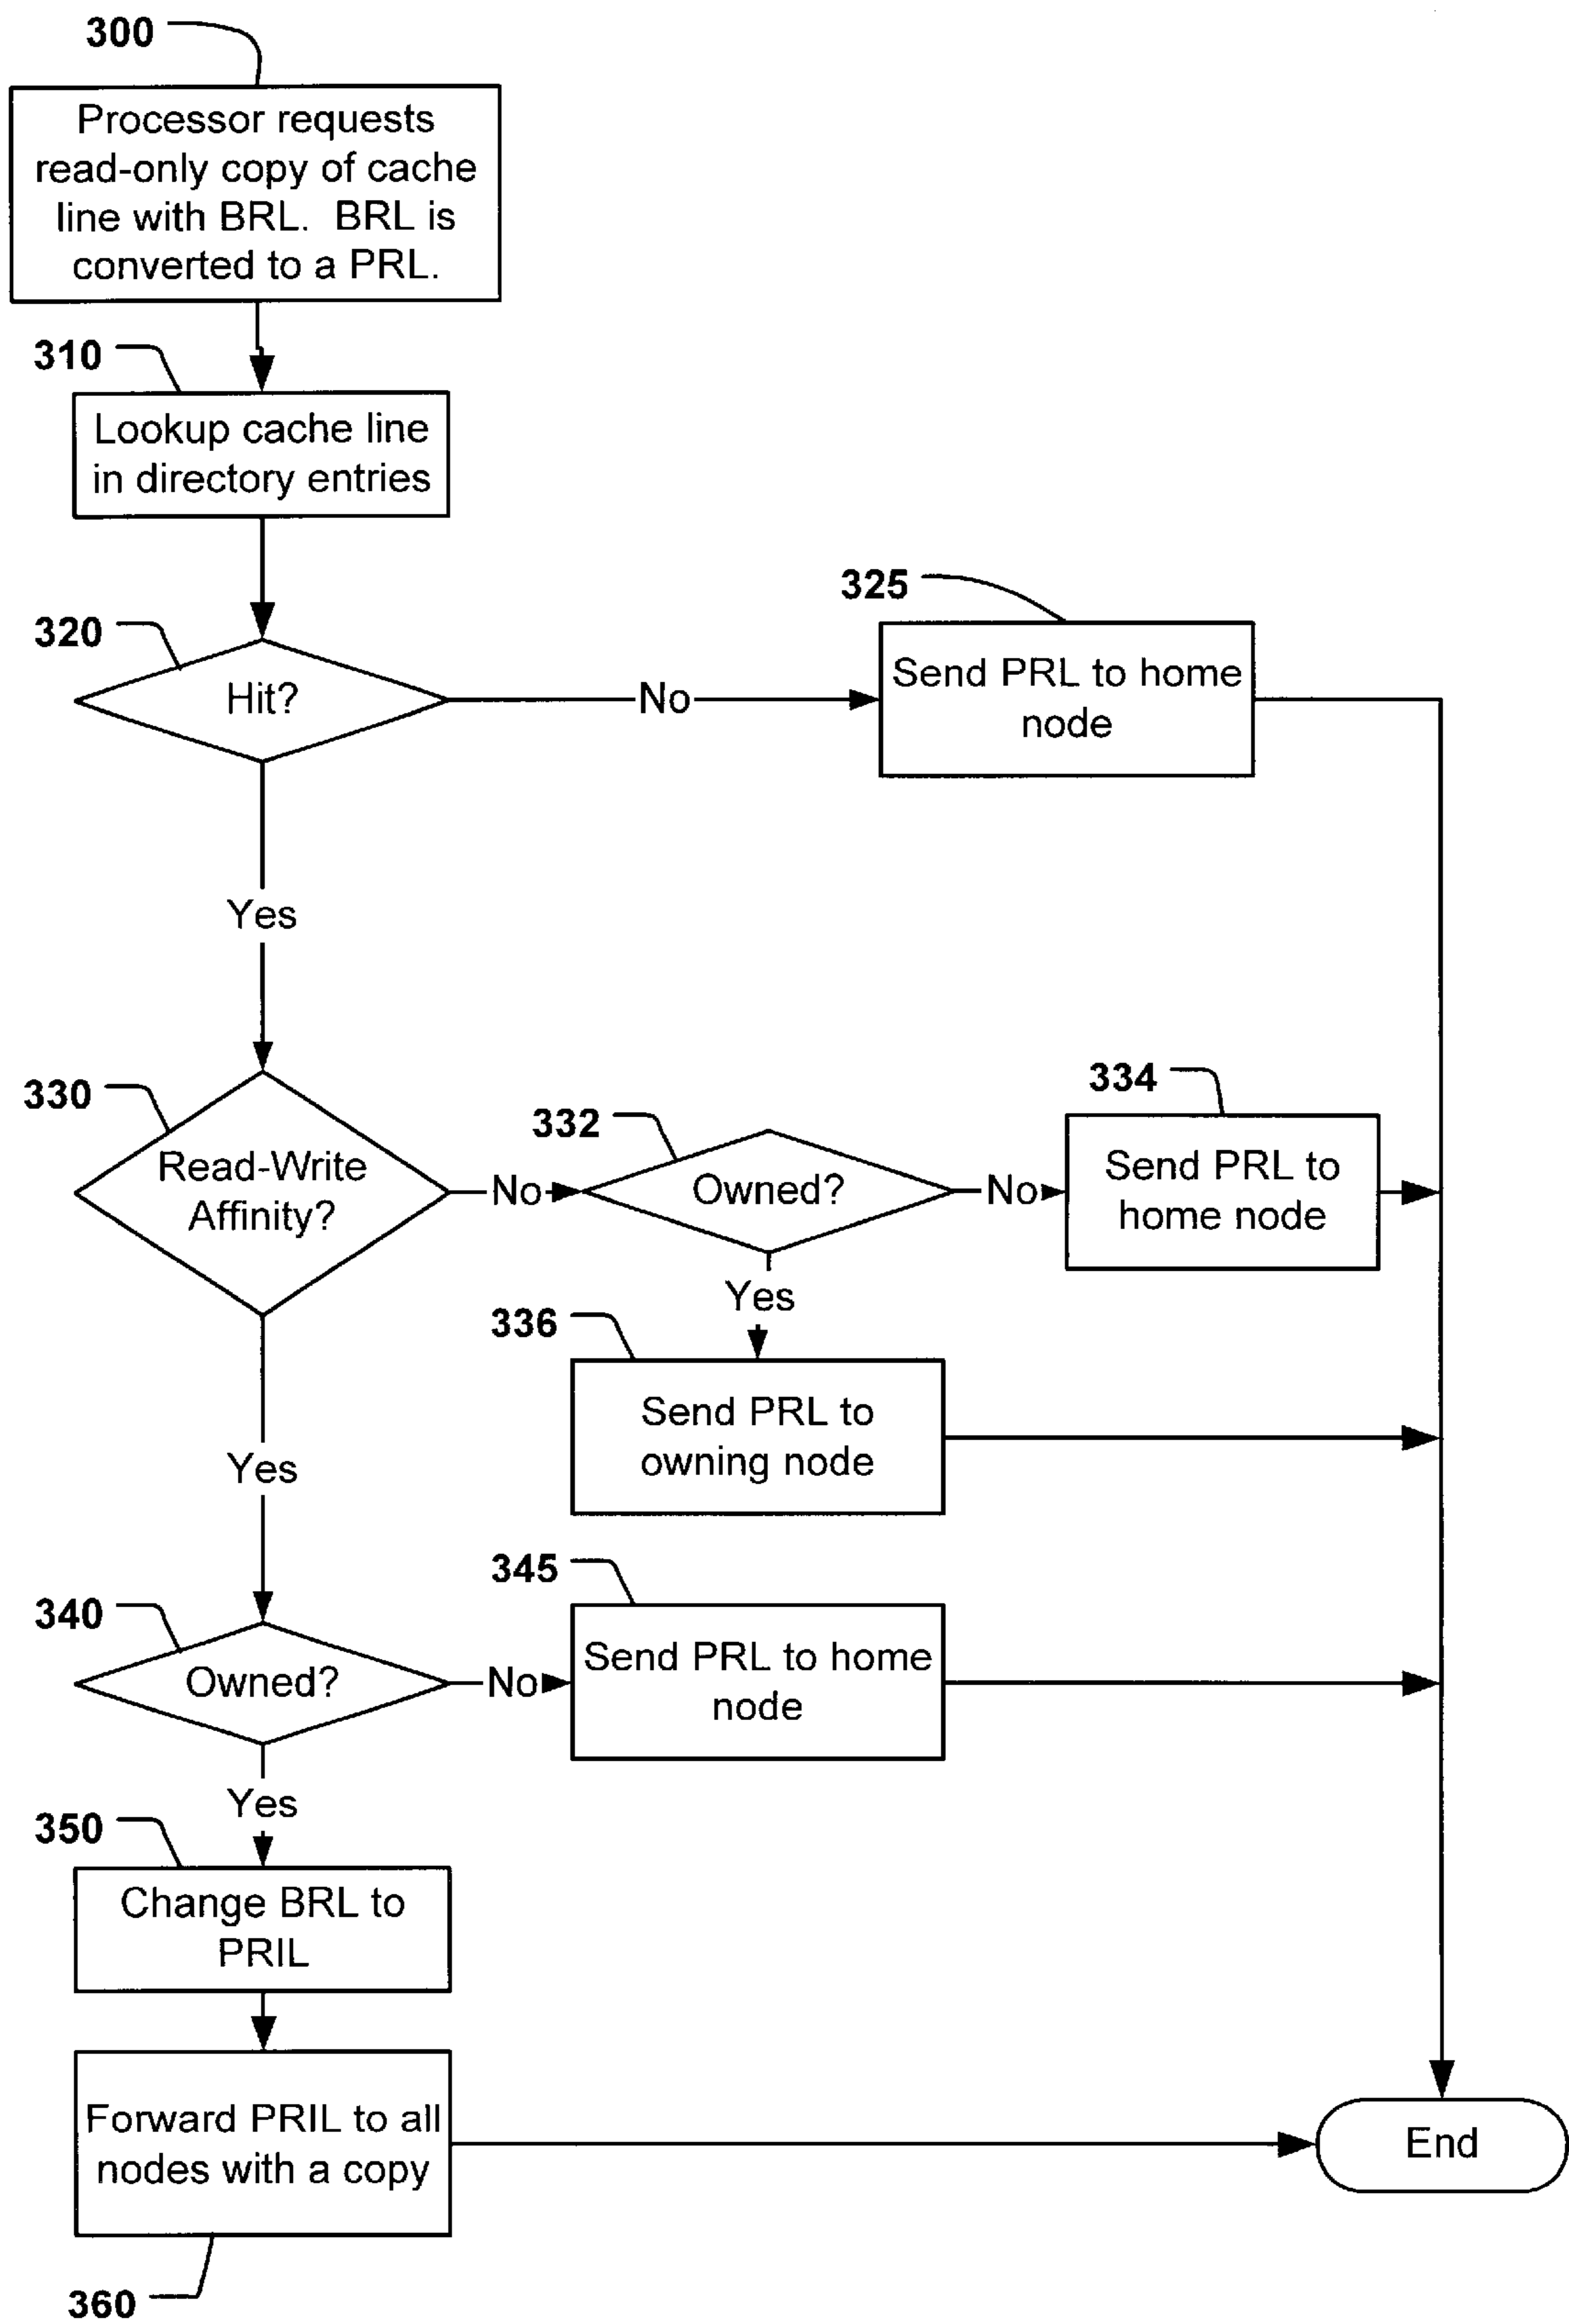 300
Processor requests
read-only copy of cache
line with BRL. BRL is
converted to a PRL.
310
Lookup cache line
in directory entries
320
Hit?
No
325
Send PRL to home
node
Yes
330
Read-Write
Affinity?
No
332
Owned?
No
334
Send PRL to
home node
Yes
336
Send PRL to
owning node
Yes
340
Owned?
No
345
Send PRL to home
node
Yes
350
Change BRL to
PRIL
Forward PRIL to all
nodes with a copy
360
End